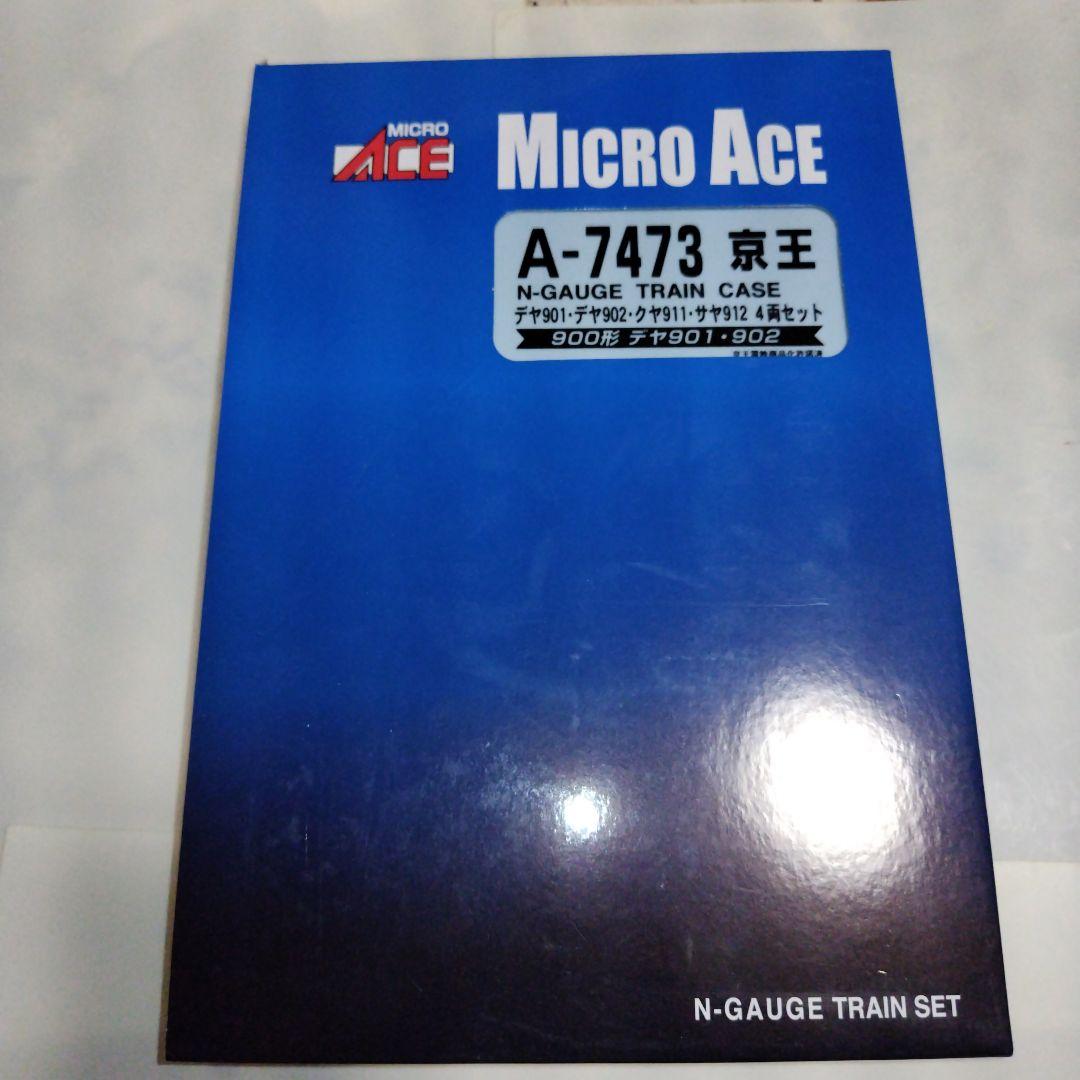 MICRO
ACE
MICRO ACE
A-7473 京王
N-GAUGE TRAIN CASE
デヤ901・デヤ902・クヤ911・サヤ912 4両セット
900形 デヤ901・902
N-GAUGE TRAIN SET